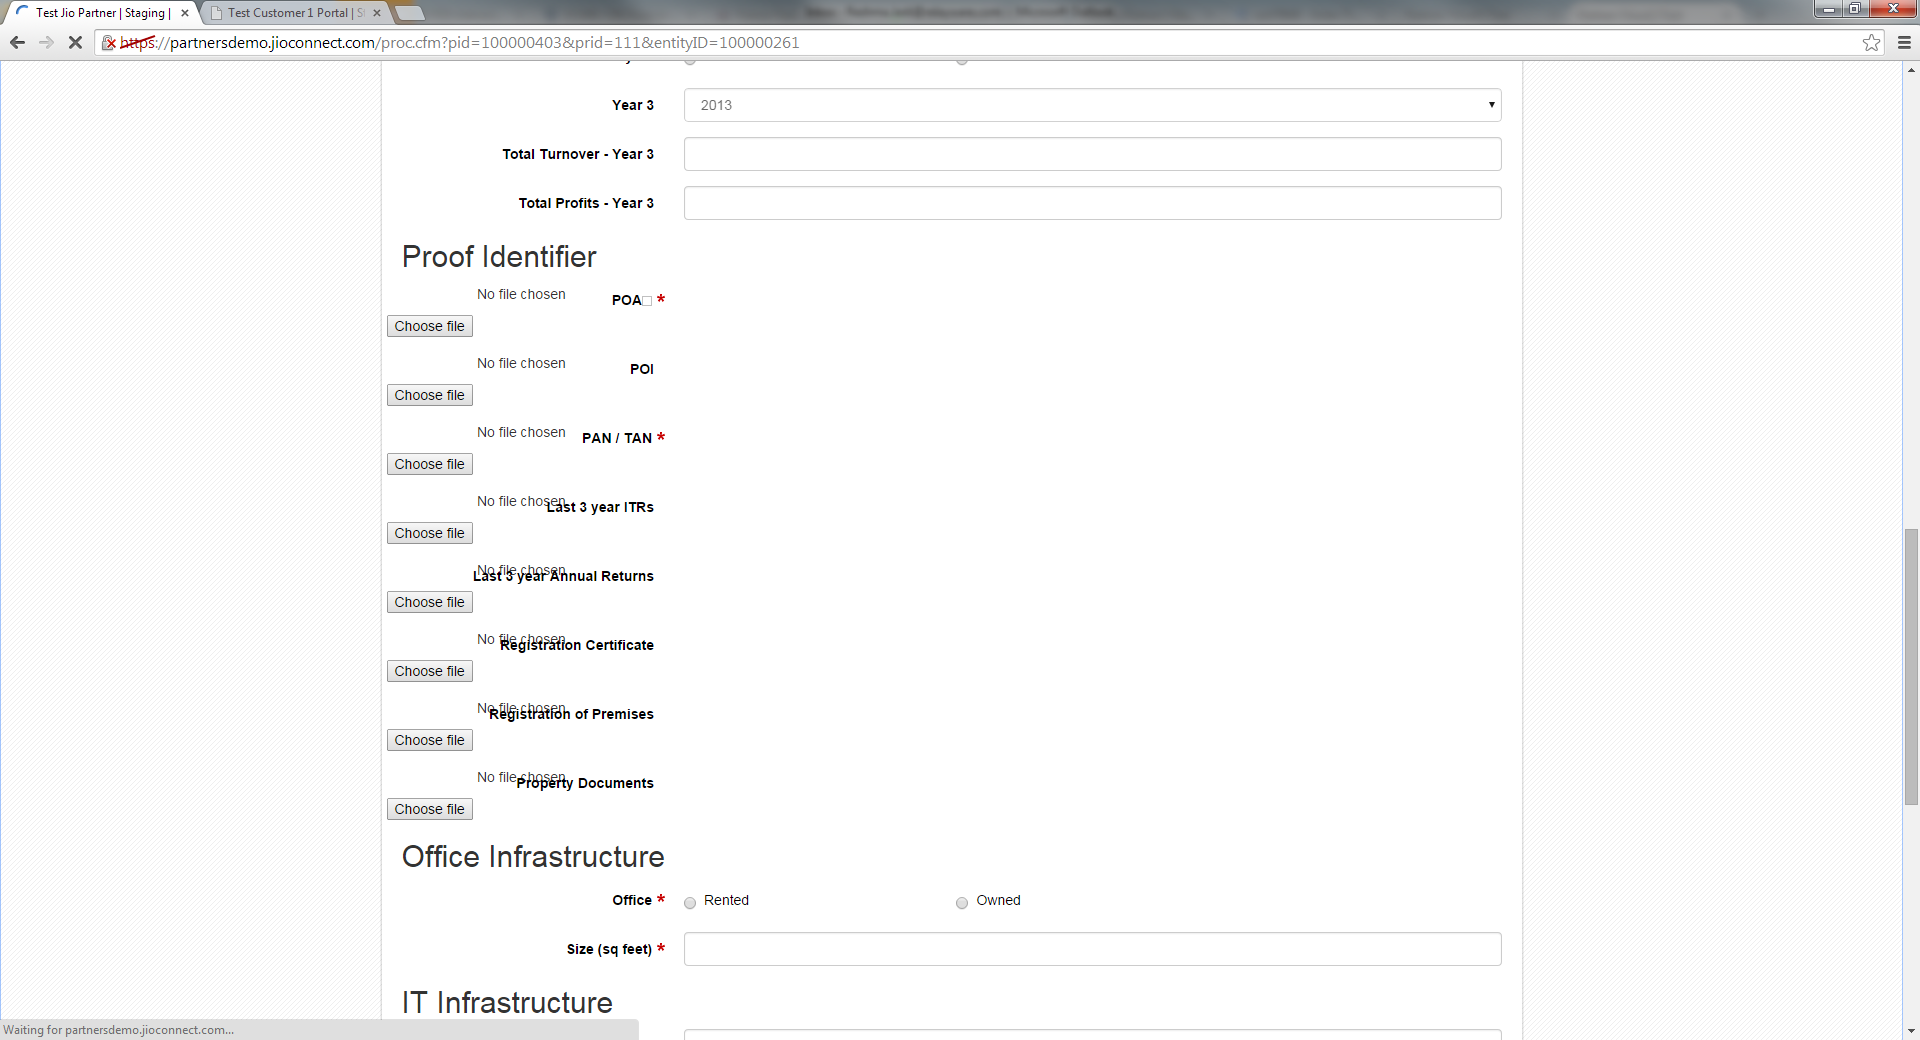 Test Jio Partner | Staging |
Test Customer 1 Portal | S
https://partnersdemo.jioconnect.com/proc.cfm?pid=100000403&prid=111&entityID=100000261
Year 3
2013
Total Turnover - Year 3
Total Profits - Year 3
Proof Identifier
No file chosen
POA
*
Choose file
No file chosen
POI
Choose file
No file chosen
PAN / TAN *
Choose file
No file chosen
Last 3 year ITRs
Choose file
No file chosen
Last 3 year Annual Returns
Choose file
No file chosen
Registration Certificate
Choose file
No file chosen
Registration of Premises
Choose file
No file chosen
Property Documents
Choose file
Office Infrastructure
Office *
Rented
Owned
Size (sq feet) *
IT Infrastructure
Waiting for partnersdemo.jioconnect.com...